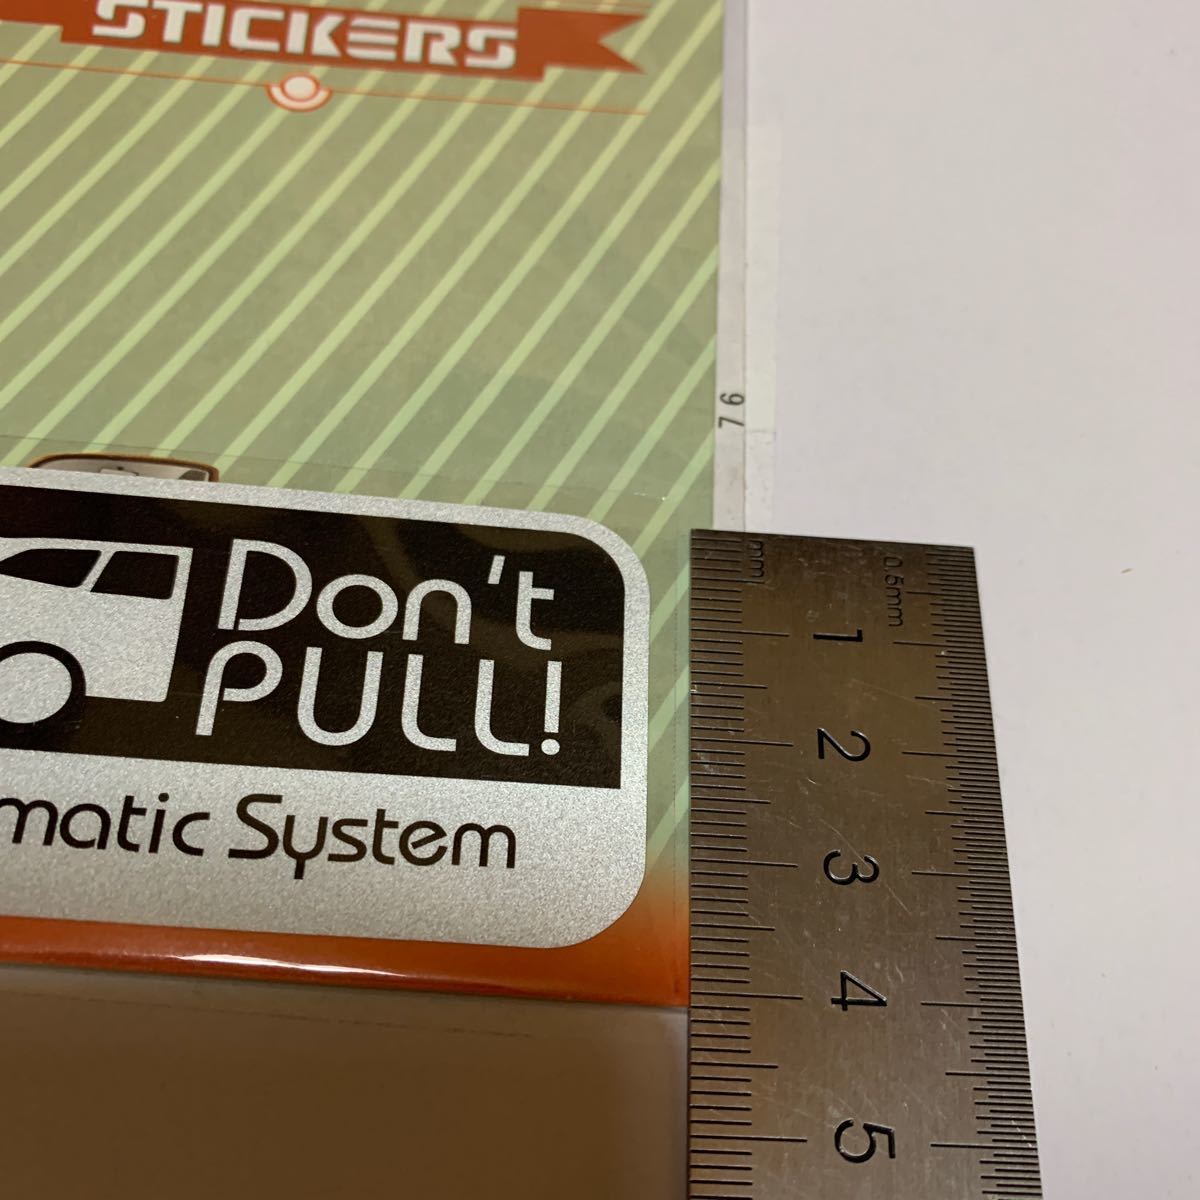 STICKERS
76
Don't
PULL!
matic System
mm
0.5mm
1
2
3
4
5